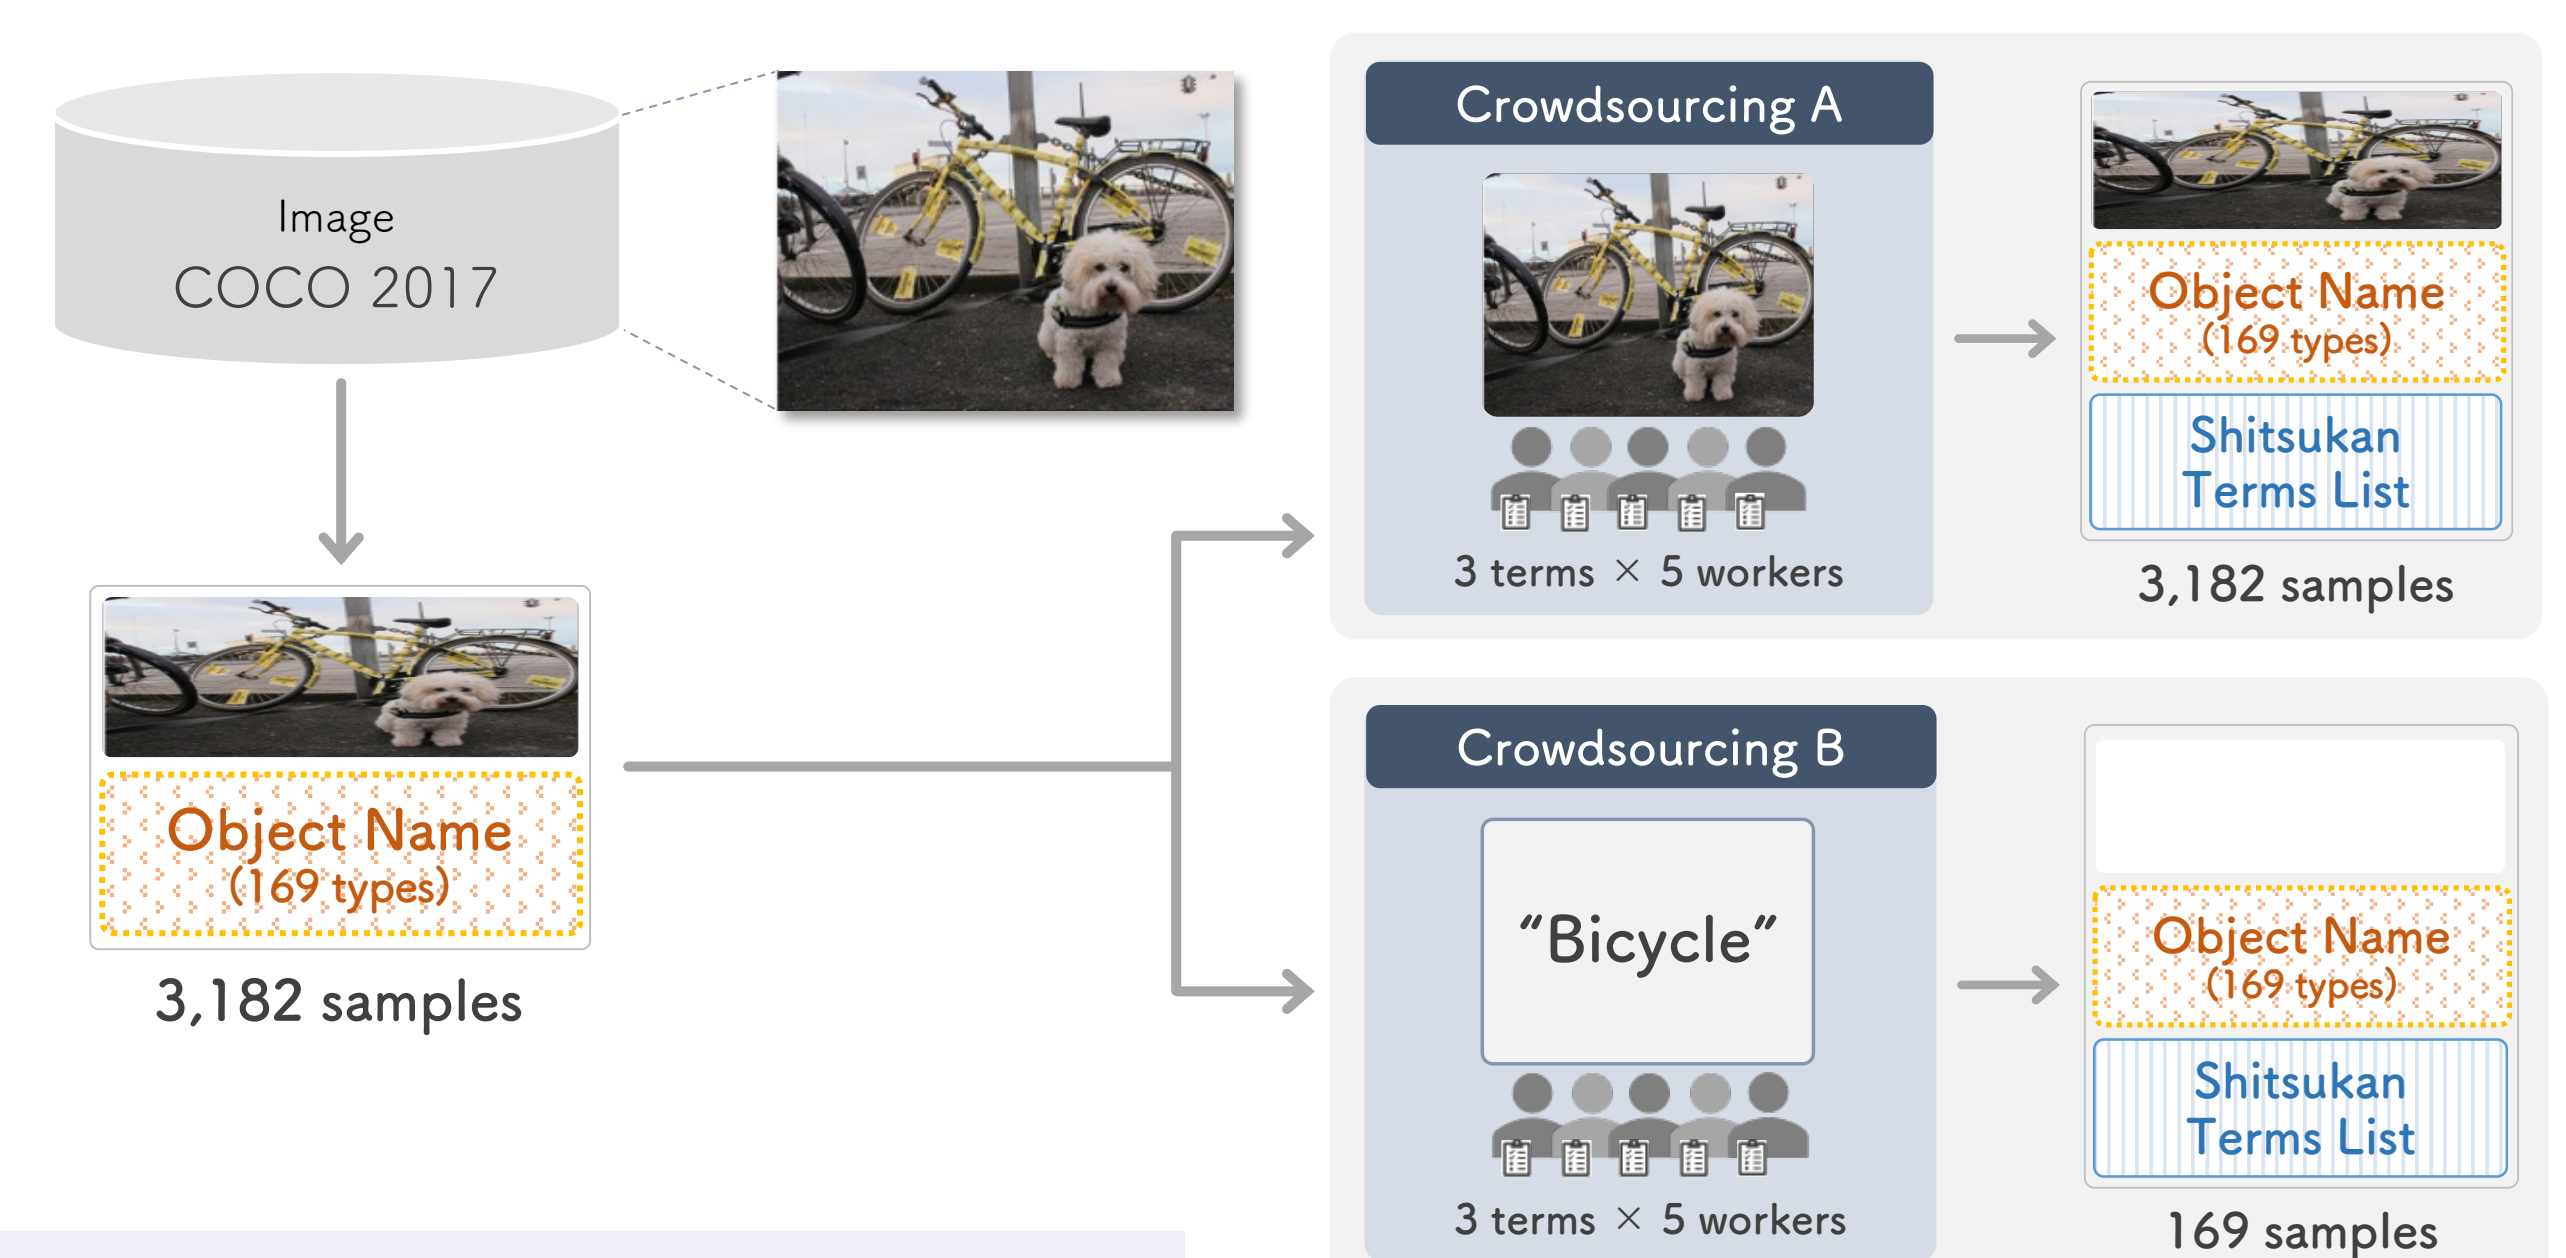 Image
COCO 2017
Object Name
(169 types)
3,182 samples
Crowdsourcing A
3 terms × 5 workers
Object Name
(169 types)
Shitsukan
Terms List
3,182 samples
Crowdsourcing B
“Bicycle”
3 terms × 5 workers
Object Name
(169 types)
Shitsukan
Terms List
169 samples